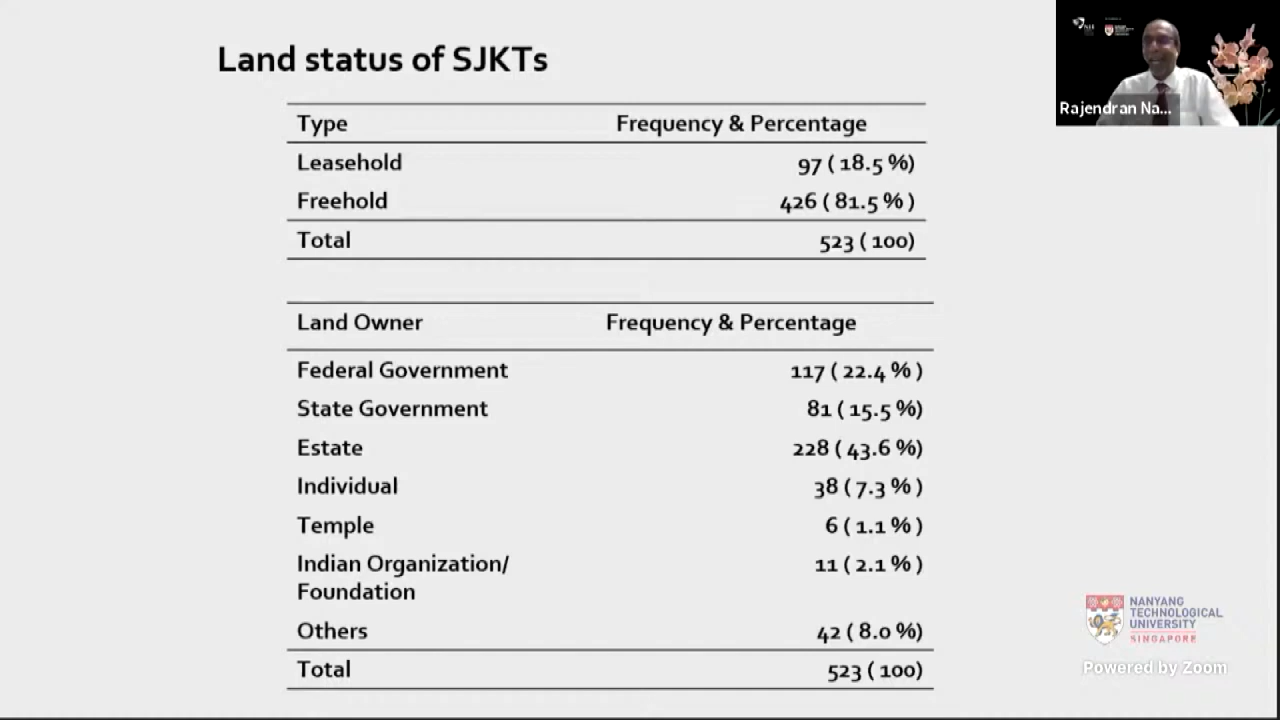 Land status of SJKTs
Type Frequency & Percentage
Leasehold 97 ( 18.5 %)
Freehold 426 ( 81.5 % )
Total 523 ( 100)
Land Owner Frequency & Percentage
Federal Government 117 ( 22.4 % )
State Government 81 ( 15.5 %)
Estate 228 ( 43.6 %)
Individual 38 ( 7.3 % )
Temple 6 ( 1.1 % )
Indian Organization/ 11 ( 2.1 % )
Foundation
Others 42 ( 8.0 %)
Total 523 ( 100)
Rajendran Na...
NANYANG
TECHNOLOGICAL
UNIVERSITY
SINGAPORE
Powered by Zoom